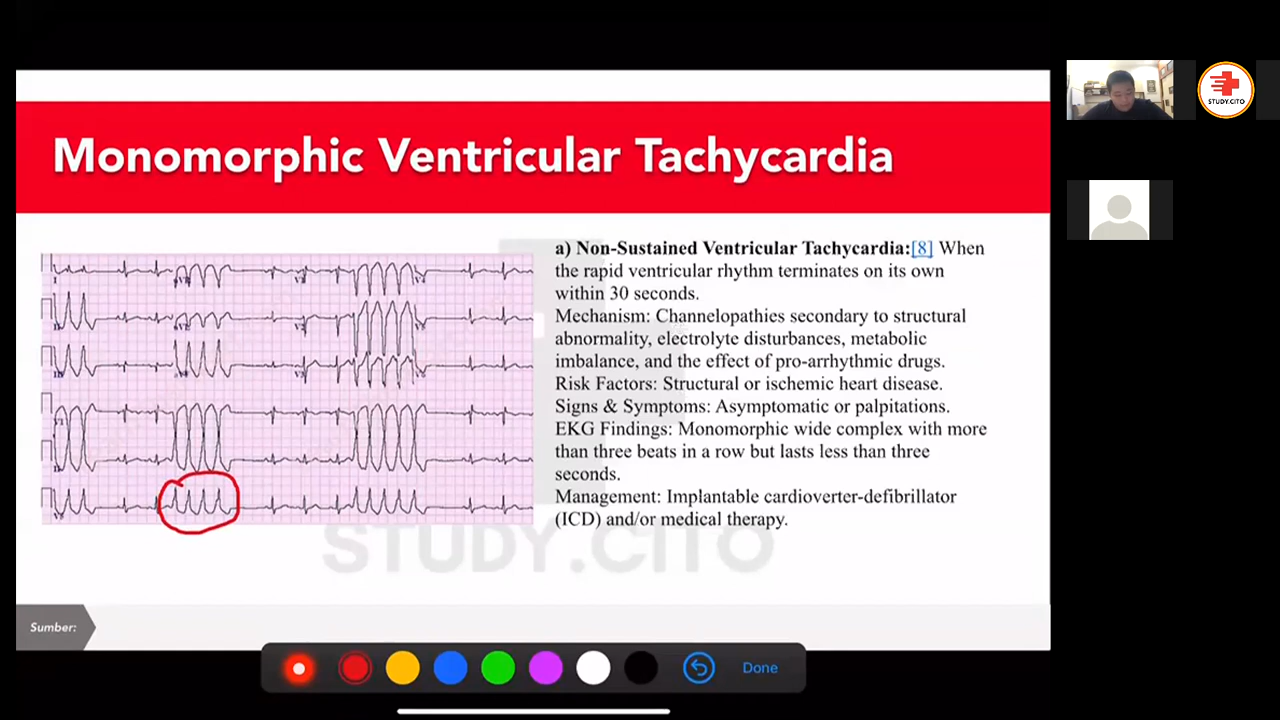 Monomorphic Ventricular Tachycardia
a) Non-Sustained Ventricular Tachycardia:[8] When
the rapid ventricular rhythm terminates on its own
within 30 seconds.
Mechanism: Channelopathies secondary to structural
abnormality, electrolyte disturbances, metabolic
imbalance, and the effect of pro-arrhythmic drugs.
Risk Factors: Structural or ischemic heart disease.
Signs & Symptoms: Asymptomatic or palpitations.
EKG Findings: Monomorphic wide complex with more
than three beats in a row but lasts less than three
seconds.
Management: Implantable cardioverter-defibrillator
(ICD) and/or medical therapy.
STUDY.CITO
Sumber:
Done
STUDY.CITO